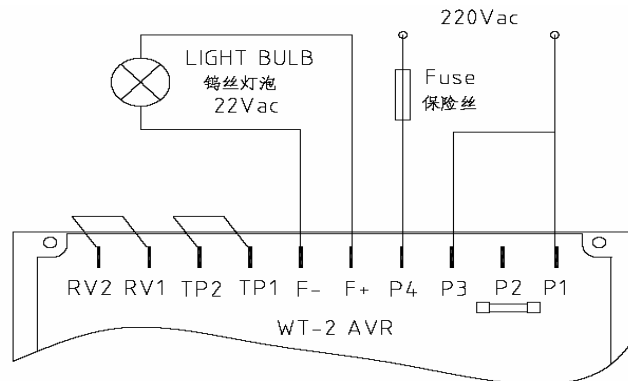 220Vac
LIGHT BULB
钨丝灯泡
22Vac
Fuse
保险丝
RV2 RV1 TP2 TP1 F- F+ P4 P3 P2 P1
WT-2 AVR